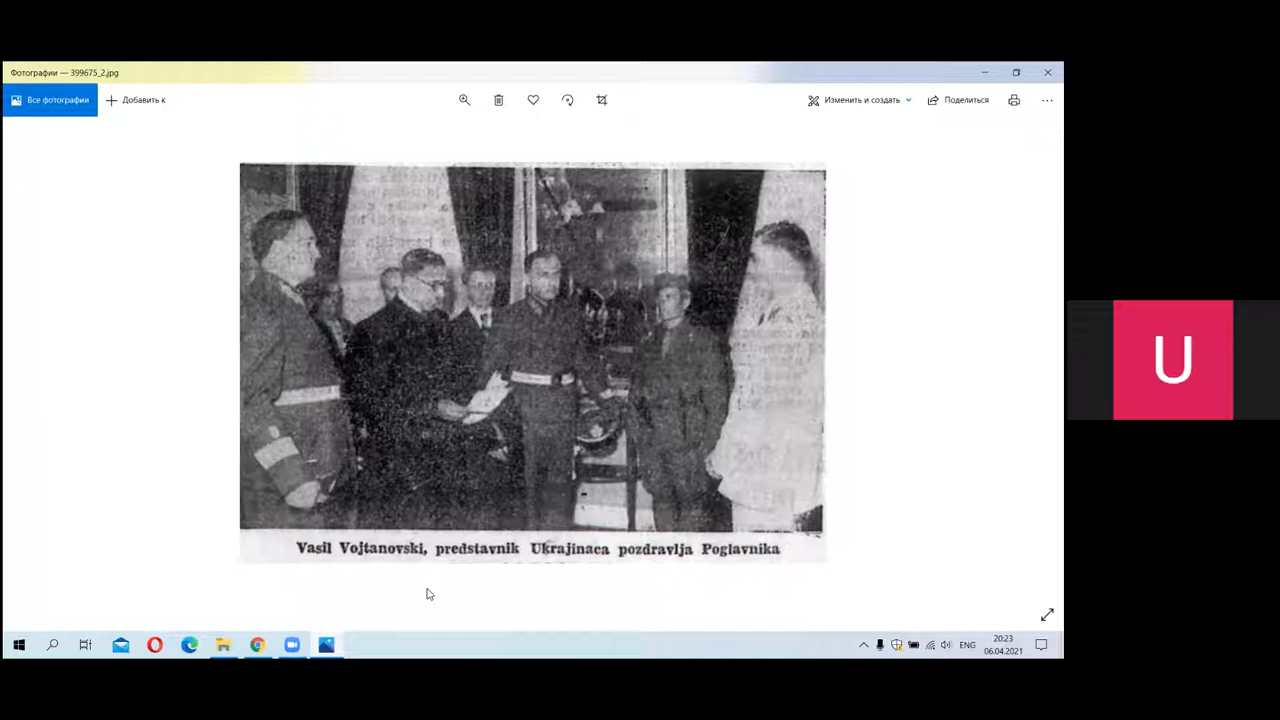 Фотографии — 399675_2.jpg
Все фотографии
Добавить к
Изменить и создать
Поделиться
Vasil Vojtanovski, predstavnik Ukrajinaca pozdravlja Poglavnika
U
ENG
20:23
06.04.2021